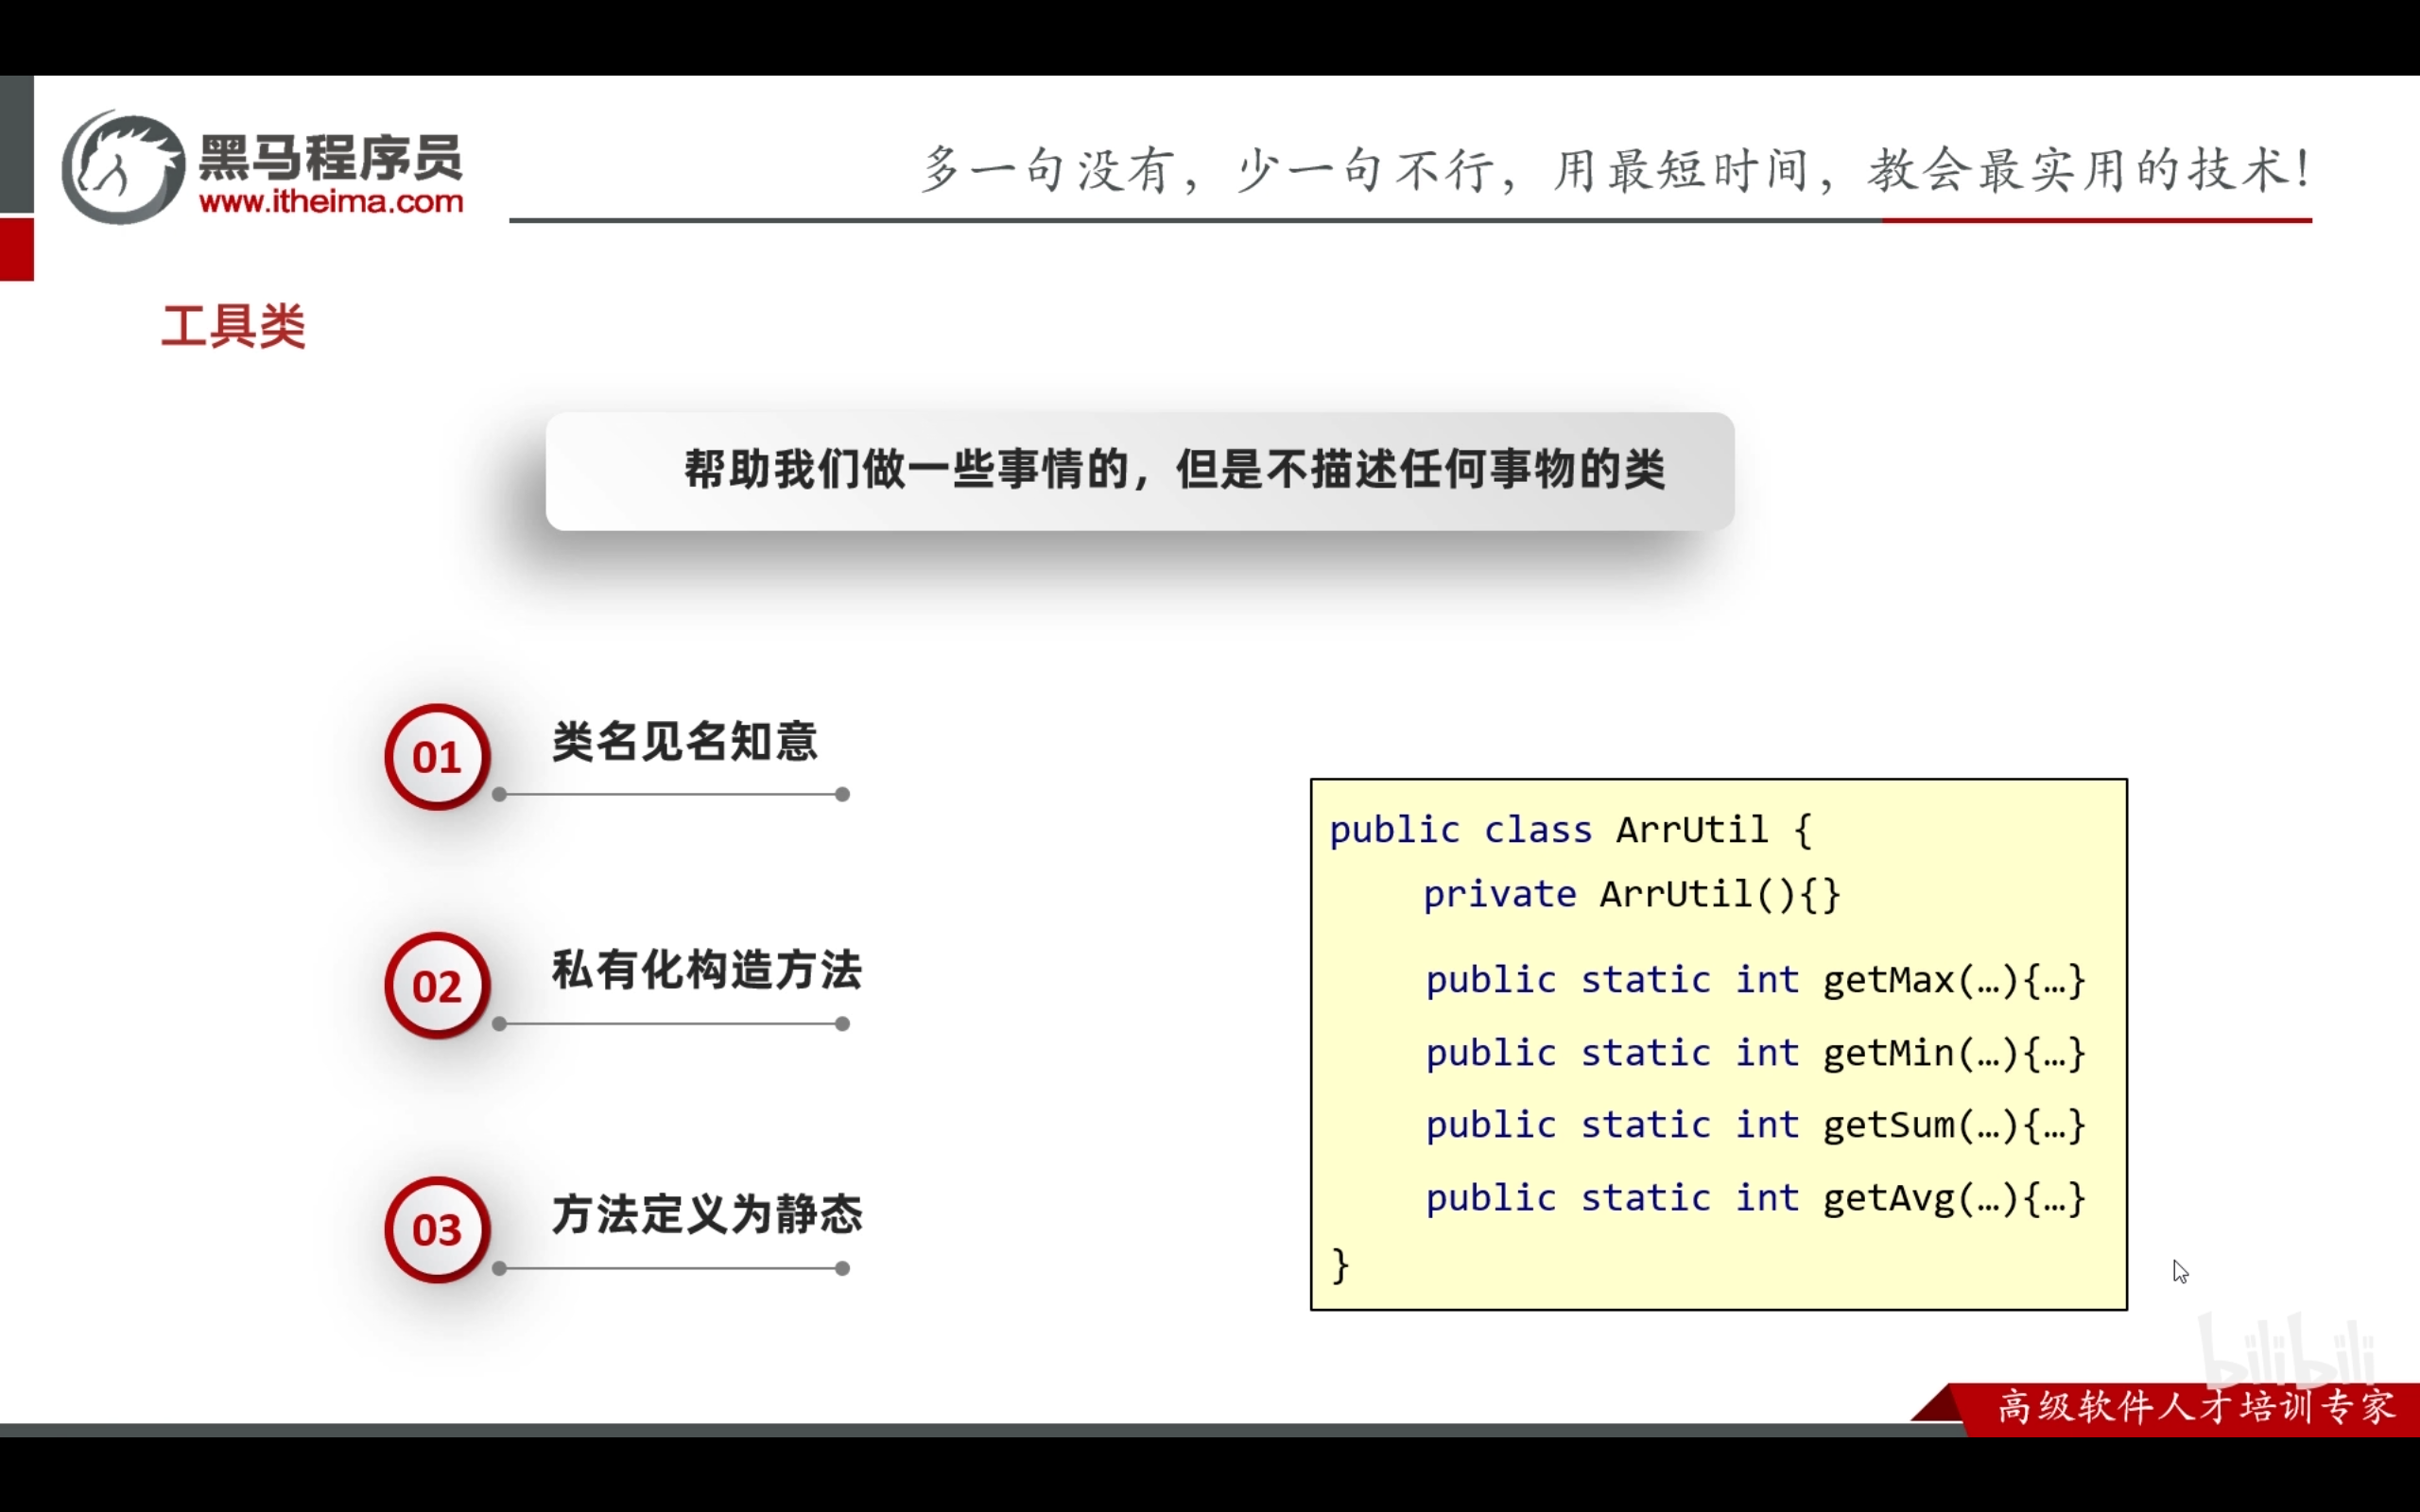 黑马程序员
www.itheima.com
多一句没有，少一句不行，用最短时间，教会最实用的技术！
工具类
帮助我们做一些事情的，但是不描述任何事物的类
01 类名见名知意
02 私有化构造方法
03 方法定义为静态
public class ArrUtil {
private ArrUtil(){}
public static int getMax(…){…}
public static int getMin(…){…}
public static int getSum(…){…}
public static int getAvg(…){…}
}
bilibili
高级软件人才培训专家